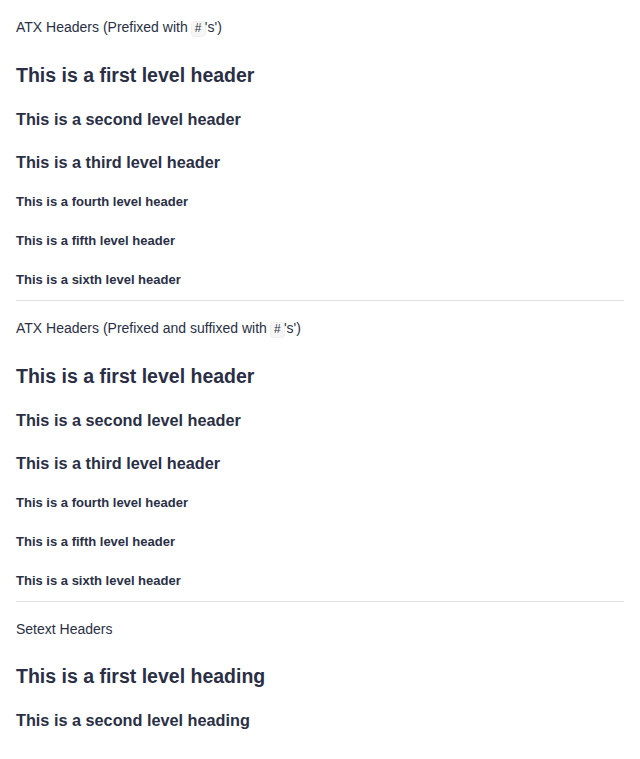 ATX Headers (Prefixed with #'s')
This is a first level header
This is a second level header
This is a third level header
This is a fourth level header
This is a fifth level header
This is a sixth level header
ATX Headers (Prefixed and suffixed with #'s')
This is a first level header
This is a second level header
This is a third level header
This is a fourth level header
This is a fifth level header
This is a sixth level header
Setext Headers
This is a first level heading
This is a second level heading